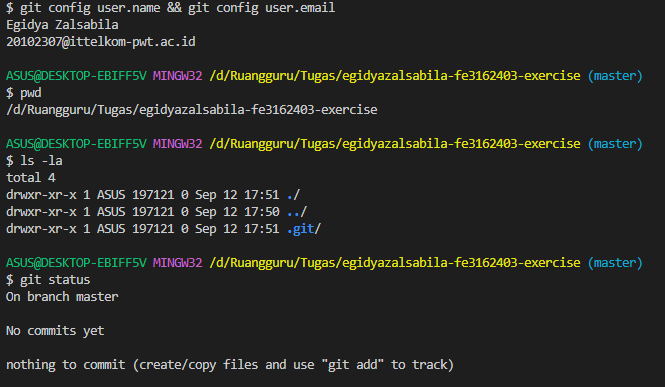 $ git config user.name && git config user.email
Egidya Zalsabila
20102307@ittelkom-pwt.ac.id
ASUS@DESKTOP-EBIFF5V MINGW32 /d/Ruangguru/Tugas/egidyazalsabila-fe3162403-exercise (master)
$ pwd
/d/Ruangguru/Tugas/egidyazalsabila-fe3162403-exercise
ASUS@DESKTOP-EBIFF5V MINGW32 /d/Ruangguru/Tugas/egidyazalsabila-fe3162403-exercise (master)
$ ls -la
total 4
drwxr-xr-x 1 ASUS 197121 0 Sep 12 17:51 ./
drwxr-xr-x 1 ASUS 197121 0 Sep 12 17:50 ../
drwxr-xr-x 1 ASUS 197121 0 Sep 12 17:51 .git/
ASUS@DESKTOP-EBIFF5V MINGW32 /d/Ruangguru/Tugas/egidyazalsabila-fe3162403-exercise (master)
$ git status
On branch master
No commits yet
nothing to commit (create/copy files and use "git add" to track)